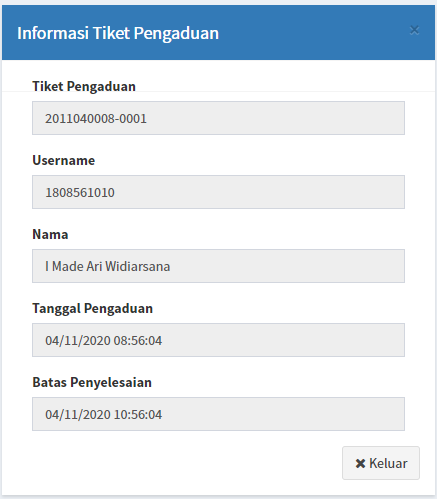 Informasi Tiket Pengaduan
×
Tiket Pengaduan
2011040008-0001
Username
1808561010
Nama
I Made Ari Widiarsana
Tanggal Pengaduan
04/11/2020 08:56:04
Batas Penyelesaian
04/11/2020 10:56:04
✖ Keluar